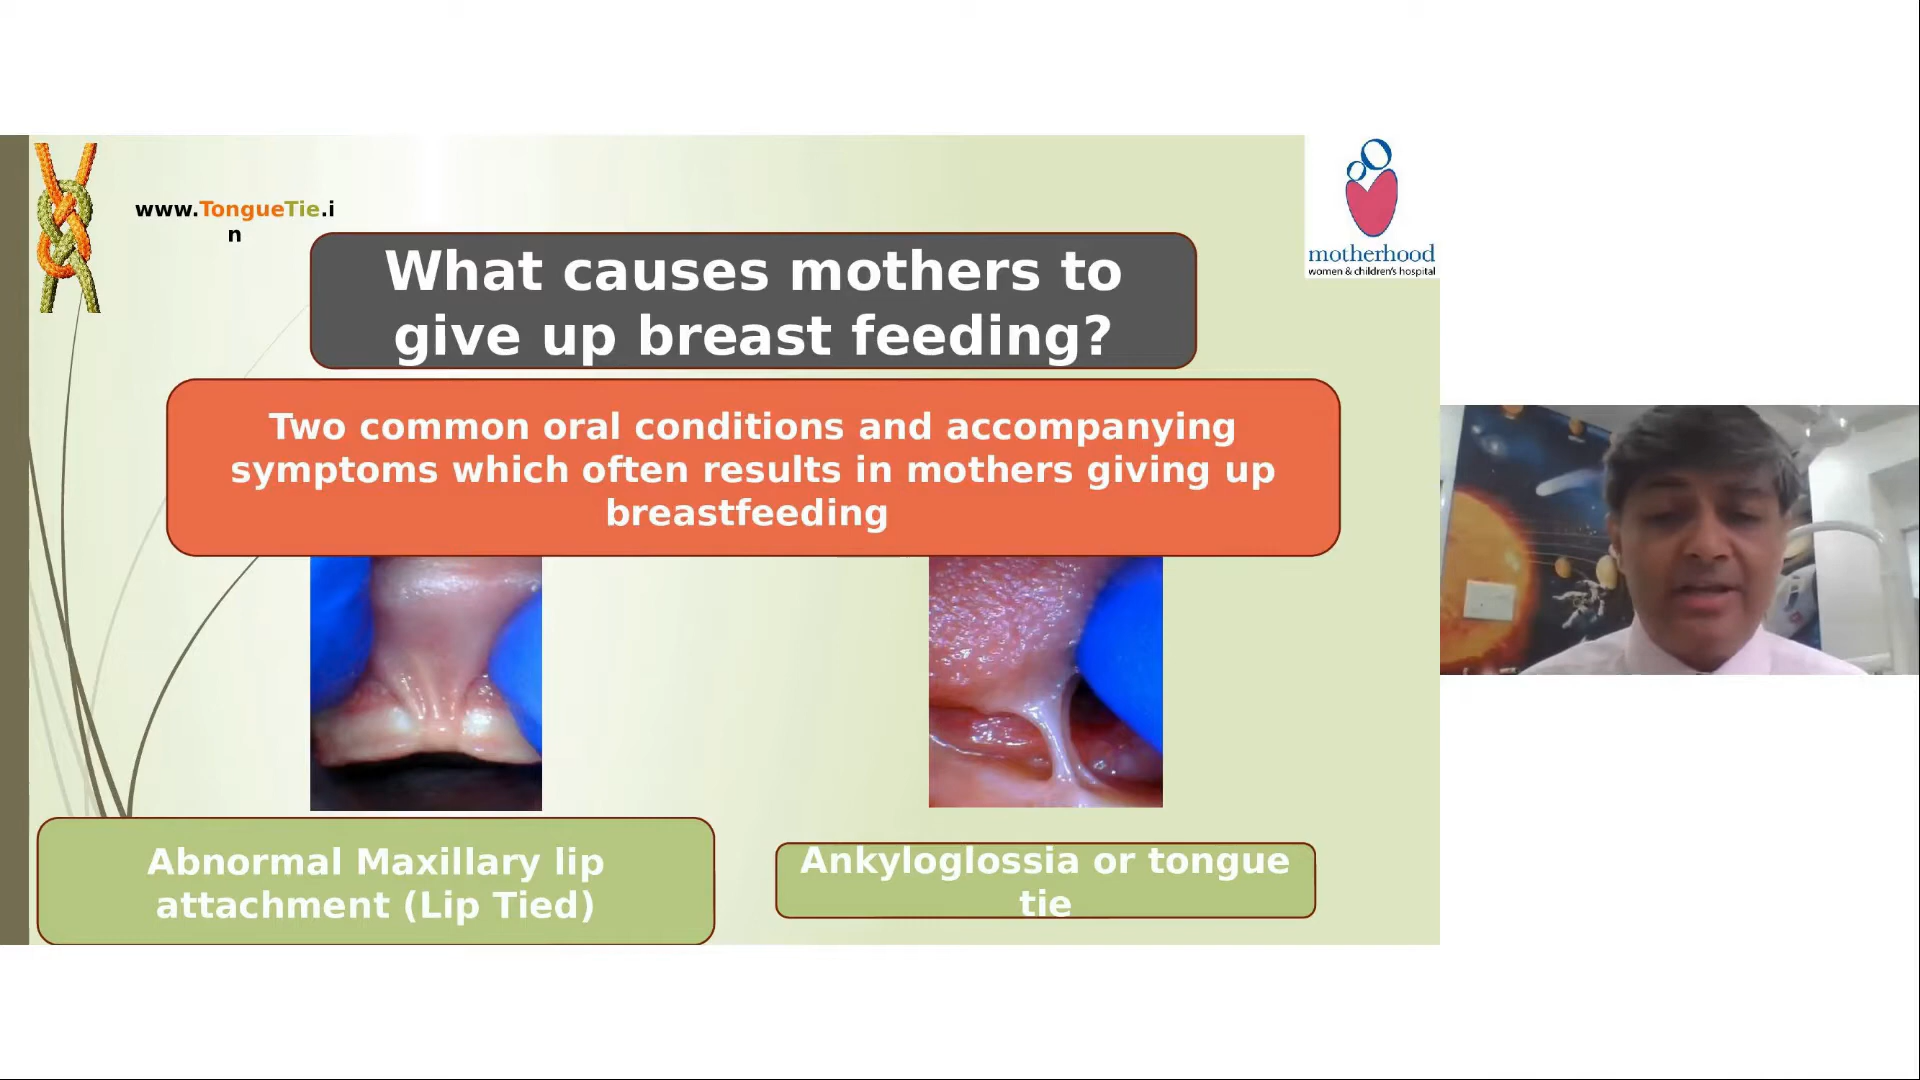 www.TongueTie.i
n
motherhood
women & children's hospital
What causes mothers to
give up breast feeding?
Two common oral conditions and accompanying
symptoms which often results in mothers giving up
breastfeeding
Abnormal Maxillary lip
attachment (Lip Tied)
Ankyloglossia or tongue
tie